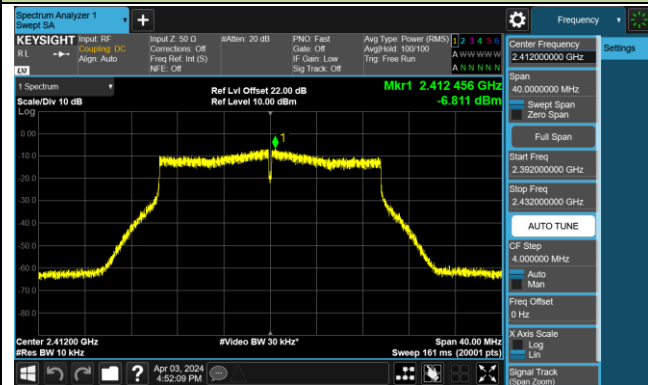 Spectrum Analyzer 1
Swept SA
Frequency
KEYSIGHT
RL
Input: RF
Coupling: DC
Align: Auto
Input Z: 50 Ω
Corrections: Off
Freq Ref: Int (S)
NFE: Off
#Atten: 20 dB
PNO: Fast
Gate: Off
IF Gain: Low
Sig Track: Off
Avg Type: Power (RMS)
Avg|Hold: 100/100
Trig: Free Run
1 2 3 4 5 6
A W W W W W
A N N N N N
1 Spectrum
Scale/Div 10 dB
Log
Ref Lvl Offset 22.00 dB
Ref Level 10.00 dBm
Mkr1 2.412 456 GHz
-6.811 dBm
1
0.00
-10.0
-20.0
-30.0
-40.0
-50.0
-60.0
-70.0
-80.0
Center 2.41200 GHz
#Res BW 10 kHz
#Video BW 30 kHz*
Span 40.00 MHz
Sweep 161 ms (20001 pts)
Center Frequency
2.412000000 GHz
Span
40.0000000 MHz
Swept Span
Zero Span
Full Span
Start Freq
2.392000000 GHz
Stop Freq
2.432000000 GHz
AUTO TUNE
CF Step
4.000000 MHz
Auto
Man
Freq Offset
0 Hz
X Axis Scale
Log
Lin
Signal Track
(Span Zoom)
Settings
Apr 03, 2024
4:52:09 PM